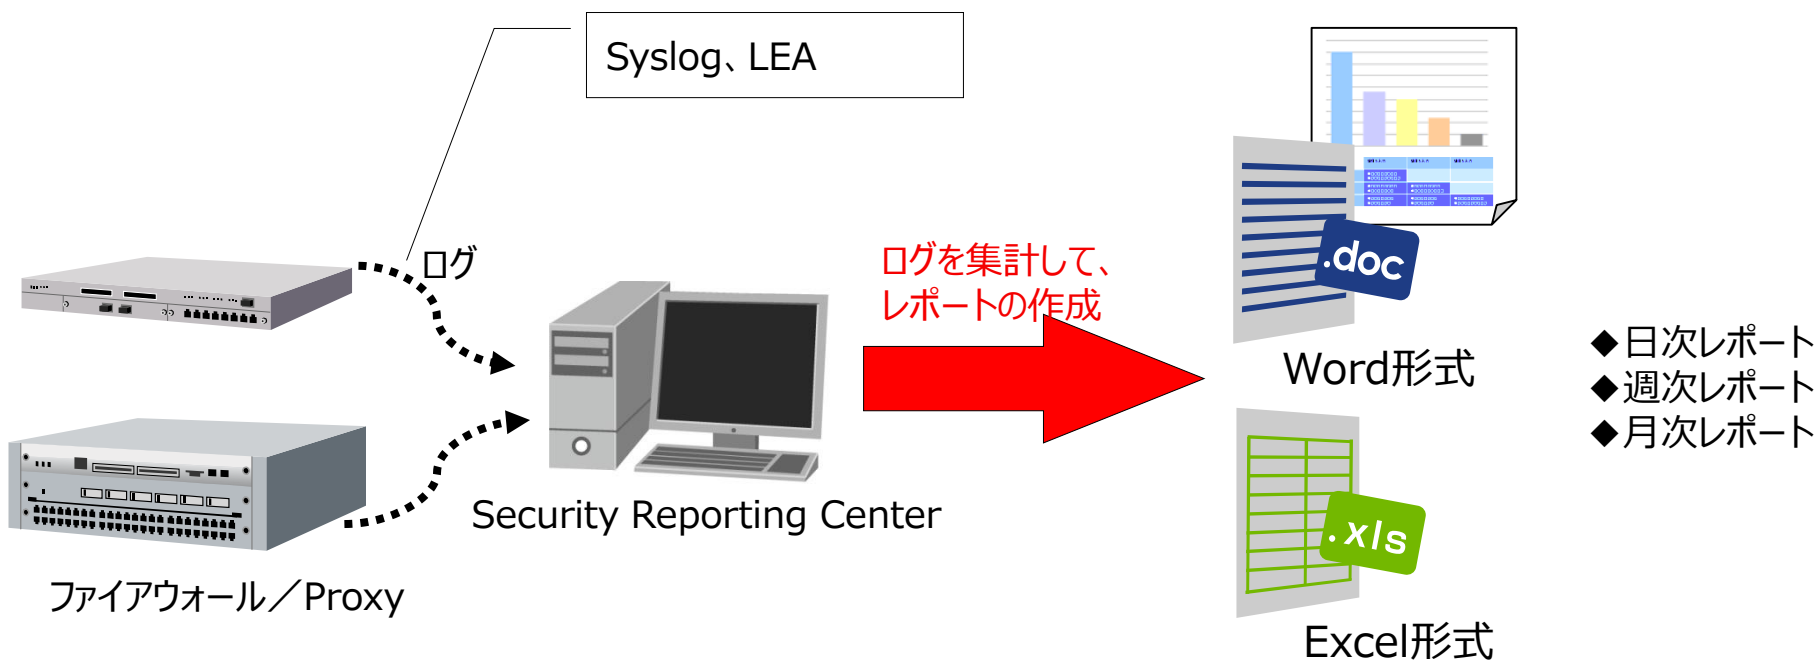 Syslog、LEA
ログ
ログを集計して、
レポートの作成
.doc
Word形式
◆日次レポート
◆週次レポート
◆月次レポート
Security Reporting Center
.xls
ファイアウォール／Proxy
Excel形式